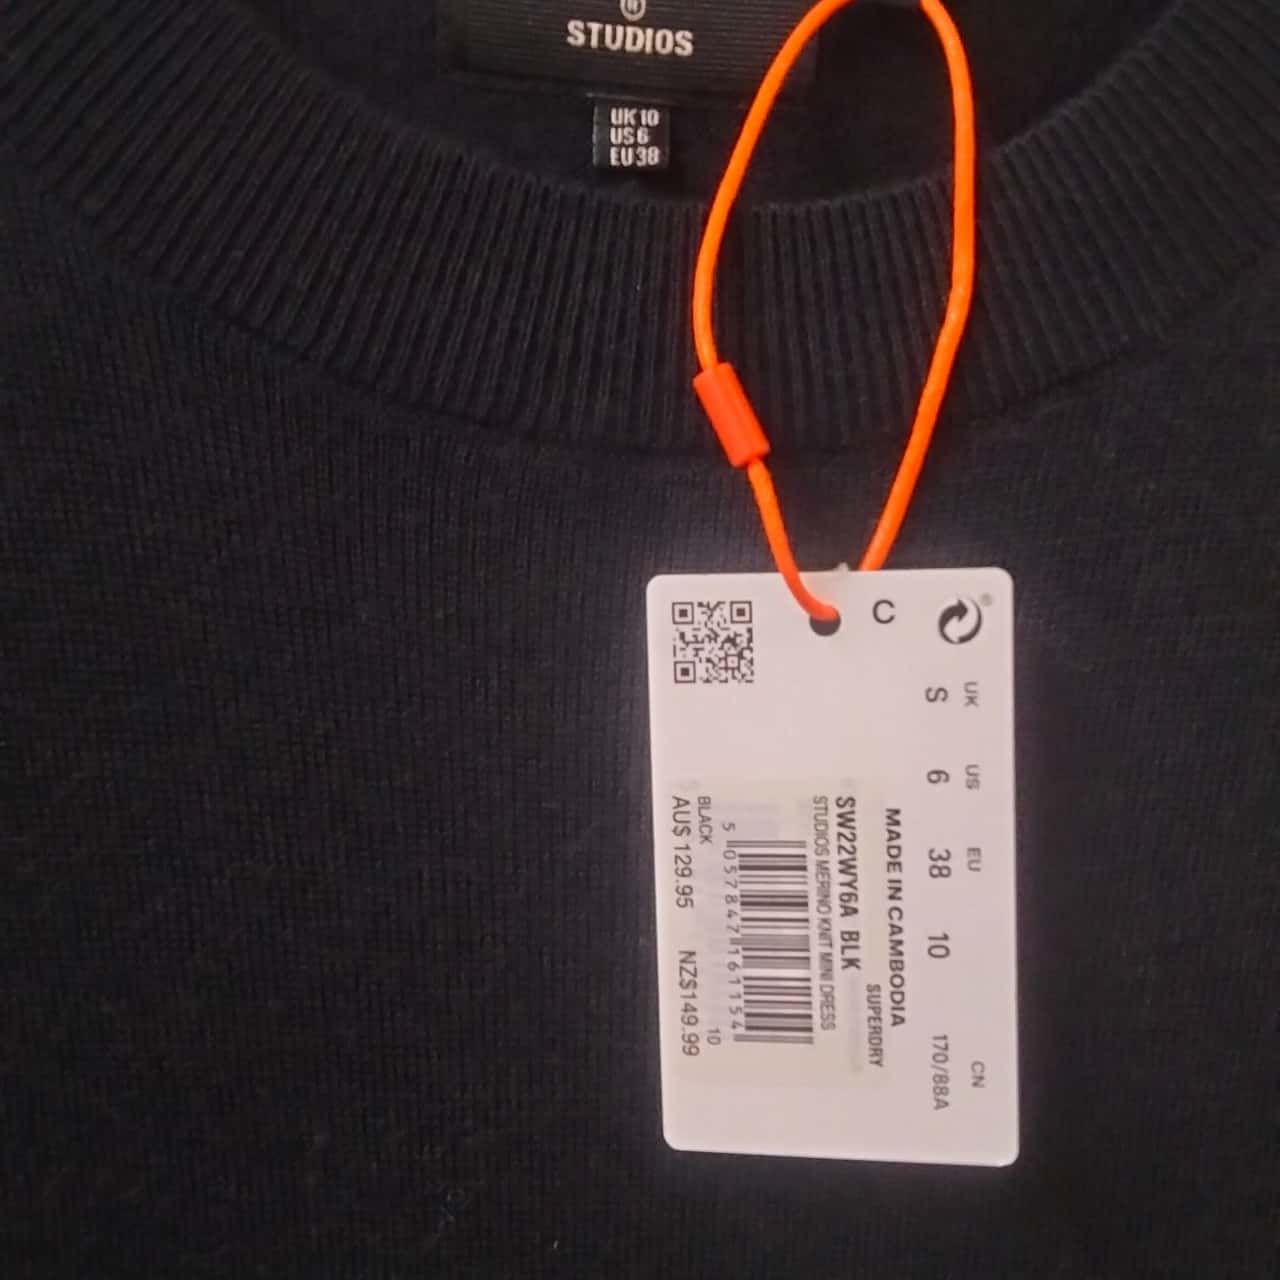 STUDIOS
UK 10
US 6
EU 38
C
UK US EU CN
S 6 38 10 170/88A
MADE IN CAMBODIA
SUPERDRY
SW22WY6A BLK
STUDIOS MERINO KNIT MINI DRESS
5 057847 161154
BLACK 10
AU$ 129.95 NZ$149.99